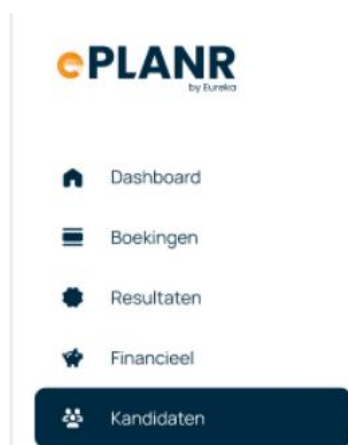 ePLANR
by Eureka
Dashboard
Boekingen
Resultaten
Financieel
Kandidaten